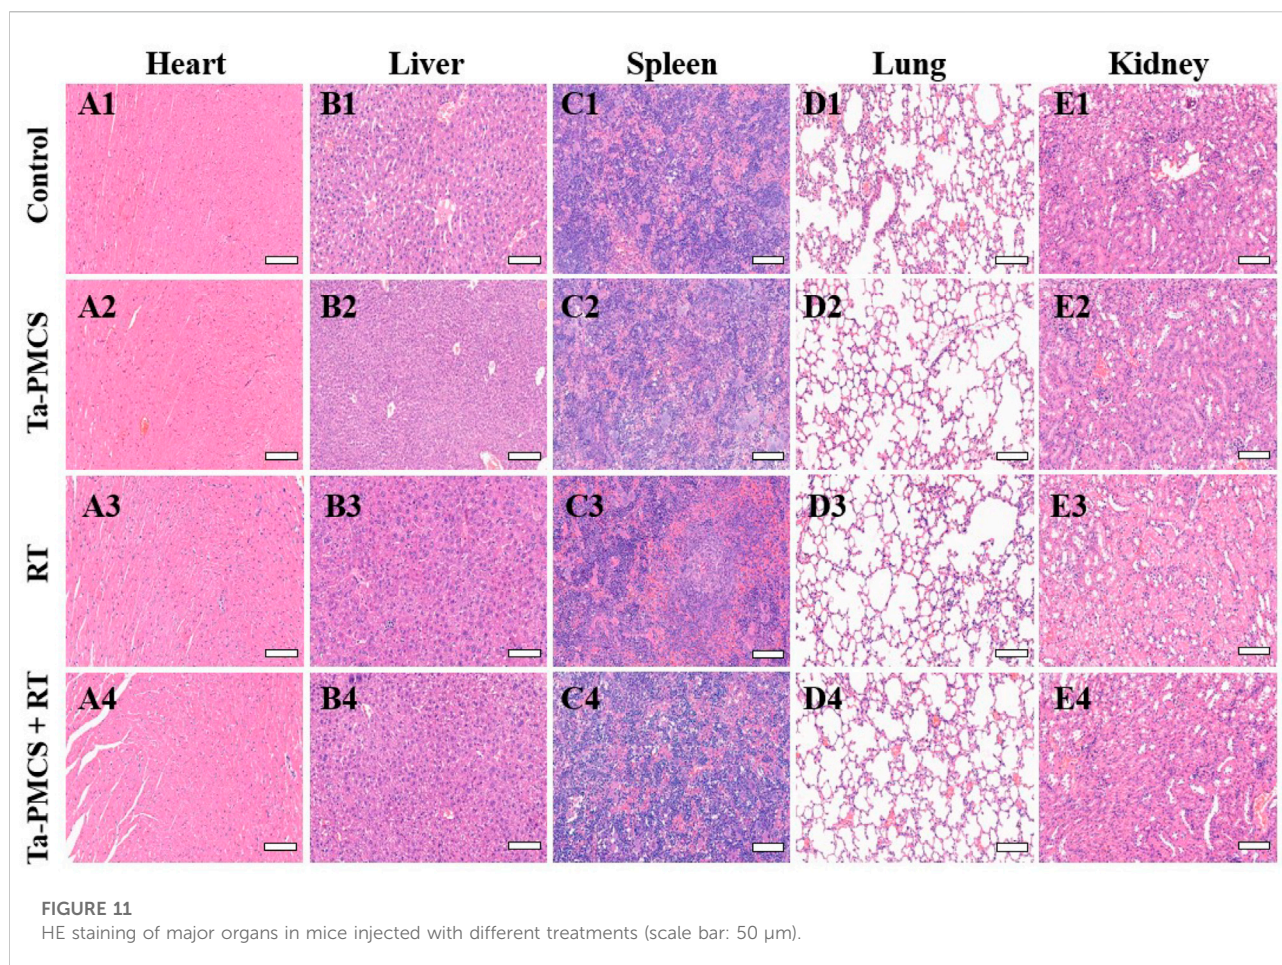 Heart Liver Spleen Lung Kidney
Control
A1 B1 C1 D1 E1
Ta-PMCS
A2 B2 C2 D2 E2
RT
A3 B3 C3 D3 E3
Ta-PMCS + RT
A4 B4 C4 D4 E4
FIGURE 11
HE staining of major organs in mice injected with different treatments (scale bar: 50 µm).